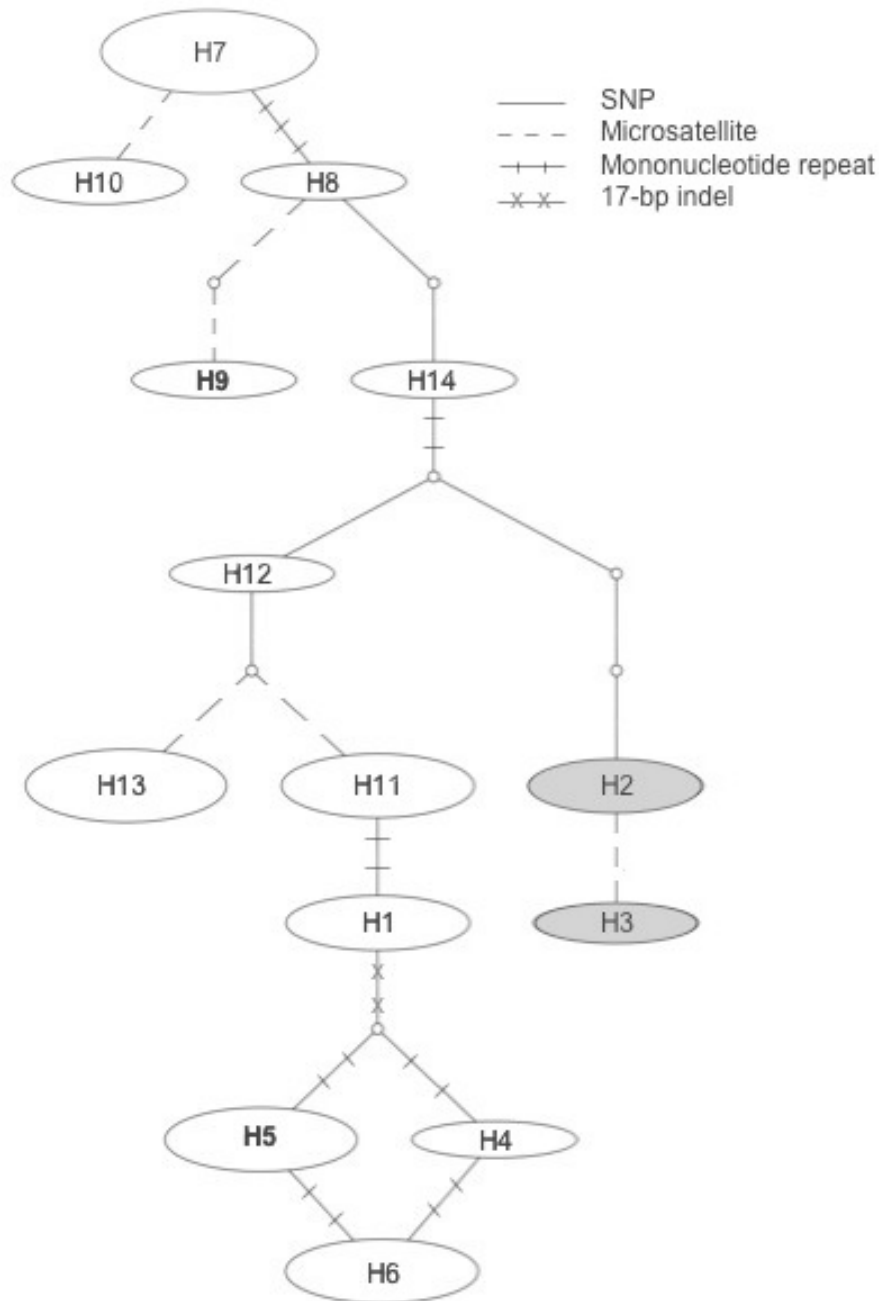 H7
SNP
Microsatellite
Mononucleotide repeat
17-bp indel
H10
H8
H9
H14
H12
H13
H11
H2
H1
H3
H5
H4
H6